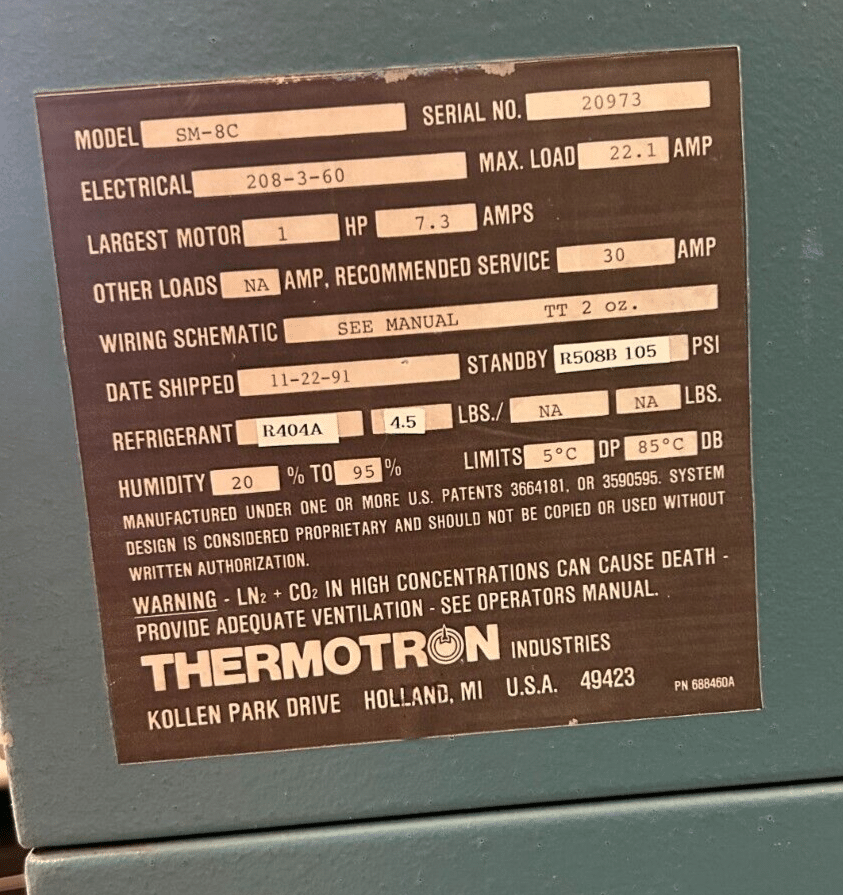 MODEL SM-8C SERIAL NO. 20973
ELECTRICAL 208-3-60 MAX. LOAD 22.1 AMP
LARGEST MOTOR 1 HP 7.3 AMPS
OTHER LOADS NA AMP, RECOMMENDED SERVICE 30 AMP
WIRING SCHEMATIC SEE MANUAL TT 2 oz.
DATE SHIPPED 11-22-91 STANDBY R508B 105 PSI
REFRIGERANT R404A 4.5 LBS./ NA NA LBS.
HUMIDITY 20 % TO 95 % LIMITS 5°C DP 85°C DB
MANUFACTURED UNDER ONE OR MORE U.S. PATENTS 3664181, OR 3590595. SYSTEM
DESIGN IS CONSIDERED PROPRIETARY AND SHOULD NOT BE COPIED OR USED WITHOUT
WRITTEN AUTHORIZATION.
WARNING - LN₂ + CO₂ IN HIGH CONCENTRATIONS CAN CAUSE DEATH -
PROVIDE ADEQUATE VENTILATION - SEE OPERATORS MANUAL.
THERMOTRON INDUSTRIES
KOLLEN PARK DRIVE HOLLAND, MI U.S.A. 49423 PN 688460A